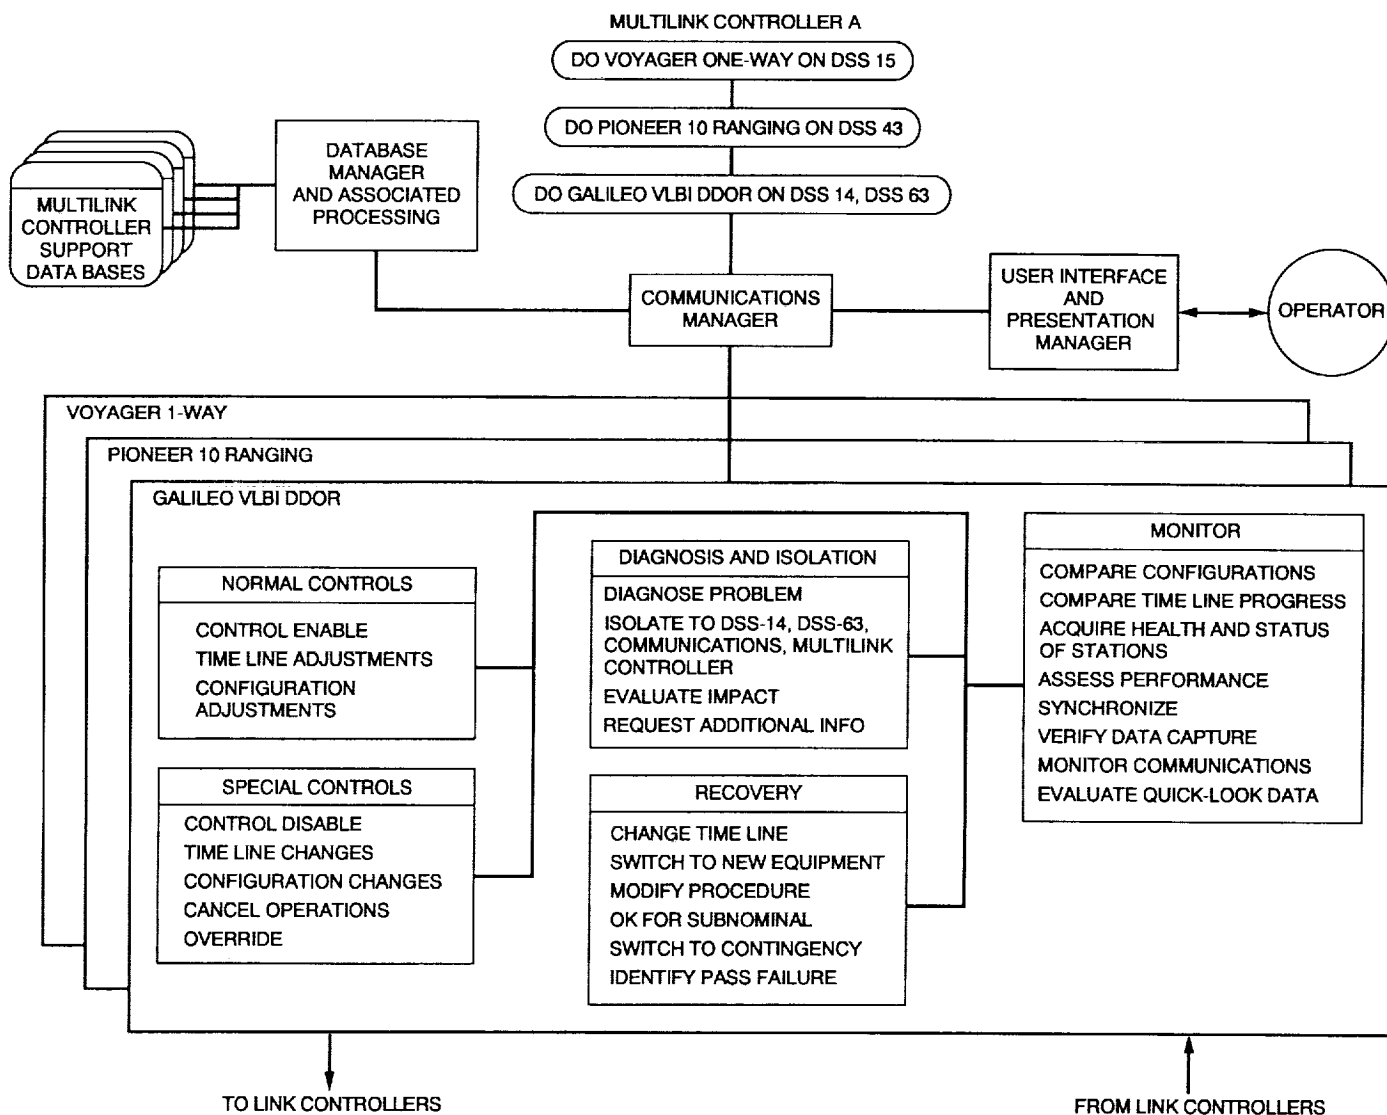 MULTILINK CONTROLLER A
DO VOYAGER ONE-WAY ON DSS 15
DO PIONEER 10 RANGING ON DSS 43
DO GALILEO VLBI DDOR ON DSS 14, DSS 63
MULTILINK
CONTROLLER
SUPPORT
DATA BASES
DATABASE
MANAGER
AND ASSOCIATED
PROCESSING
COMMUNICATIONS
MANAGER
USER INTERFACE
AND
PRESENTATION
MANAGER
OPERATOR
VOYAGER 1-WAY
PIONEER 10 RANGING
GALILEO VLBI DDOR
NORMAL CONTROLS
CONTROL ENABLE
TIME LINE ADJUSTMENTS
CONFIGURATION
ADJUSTMENTS
SPECIAL CONTROLS
CONTROL DISABLE
TIME LINE CHANGES
CONFIGURATION CHANGES
CANCEL OPERATIONS
OVERRIDE
DIAGNOSIS AND ISOLATION
DIAGNOSE PROBLEM
ISOLATE TO DSS-14, DSS-63,
COMMUNICATIONS, MULTILINK
CONTROLLER
EVALUATE IMPACT
REQUEST ADDITIONAL INFO
RECOVERY
CHANGE TIME LINE
SWITCH TO NEW EQUIPMENT
MODIFY PROCEDURE
OK FOR SUBNOMINAL
SWITCH TO CONTINGENCY
IDENTIFY PASS FAILURE
MONITOR
COMPARE CONFIGURATIONS
COMPARE TIME LINE PROGRESS
ACQUIRE HEALTH AND STATUS
OF STATIONS
ASSESS PERFORMANCE
SYNCHRONIZE
VERIFY DATA CAPTURE
MONITOR COMMUNICATIONS
EVALUATE QUICK-LOOK DATA
TO LINK CONTROLLERS
FROM LINK CONTROLLERS